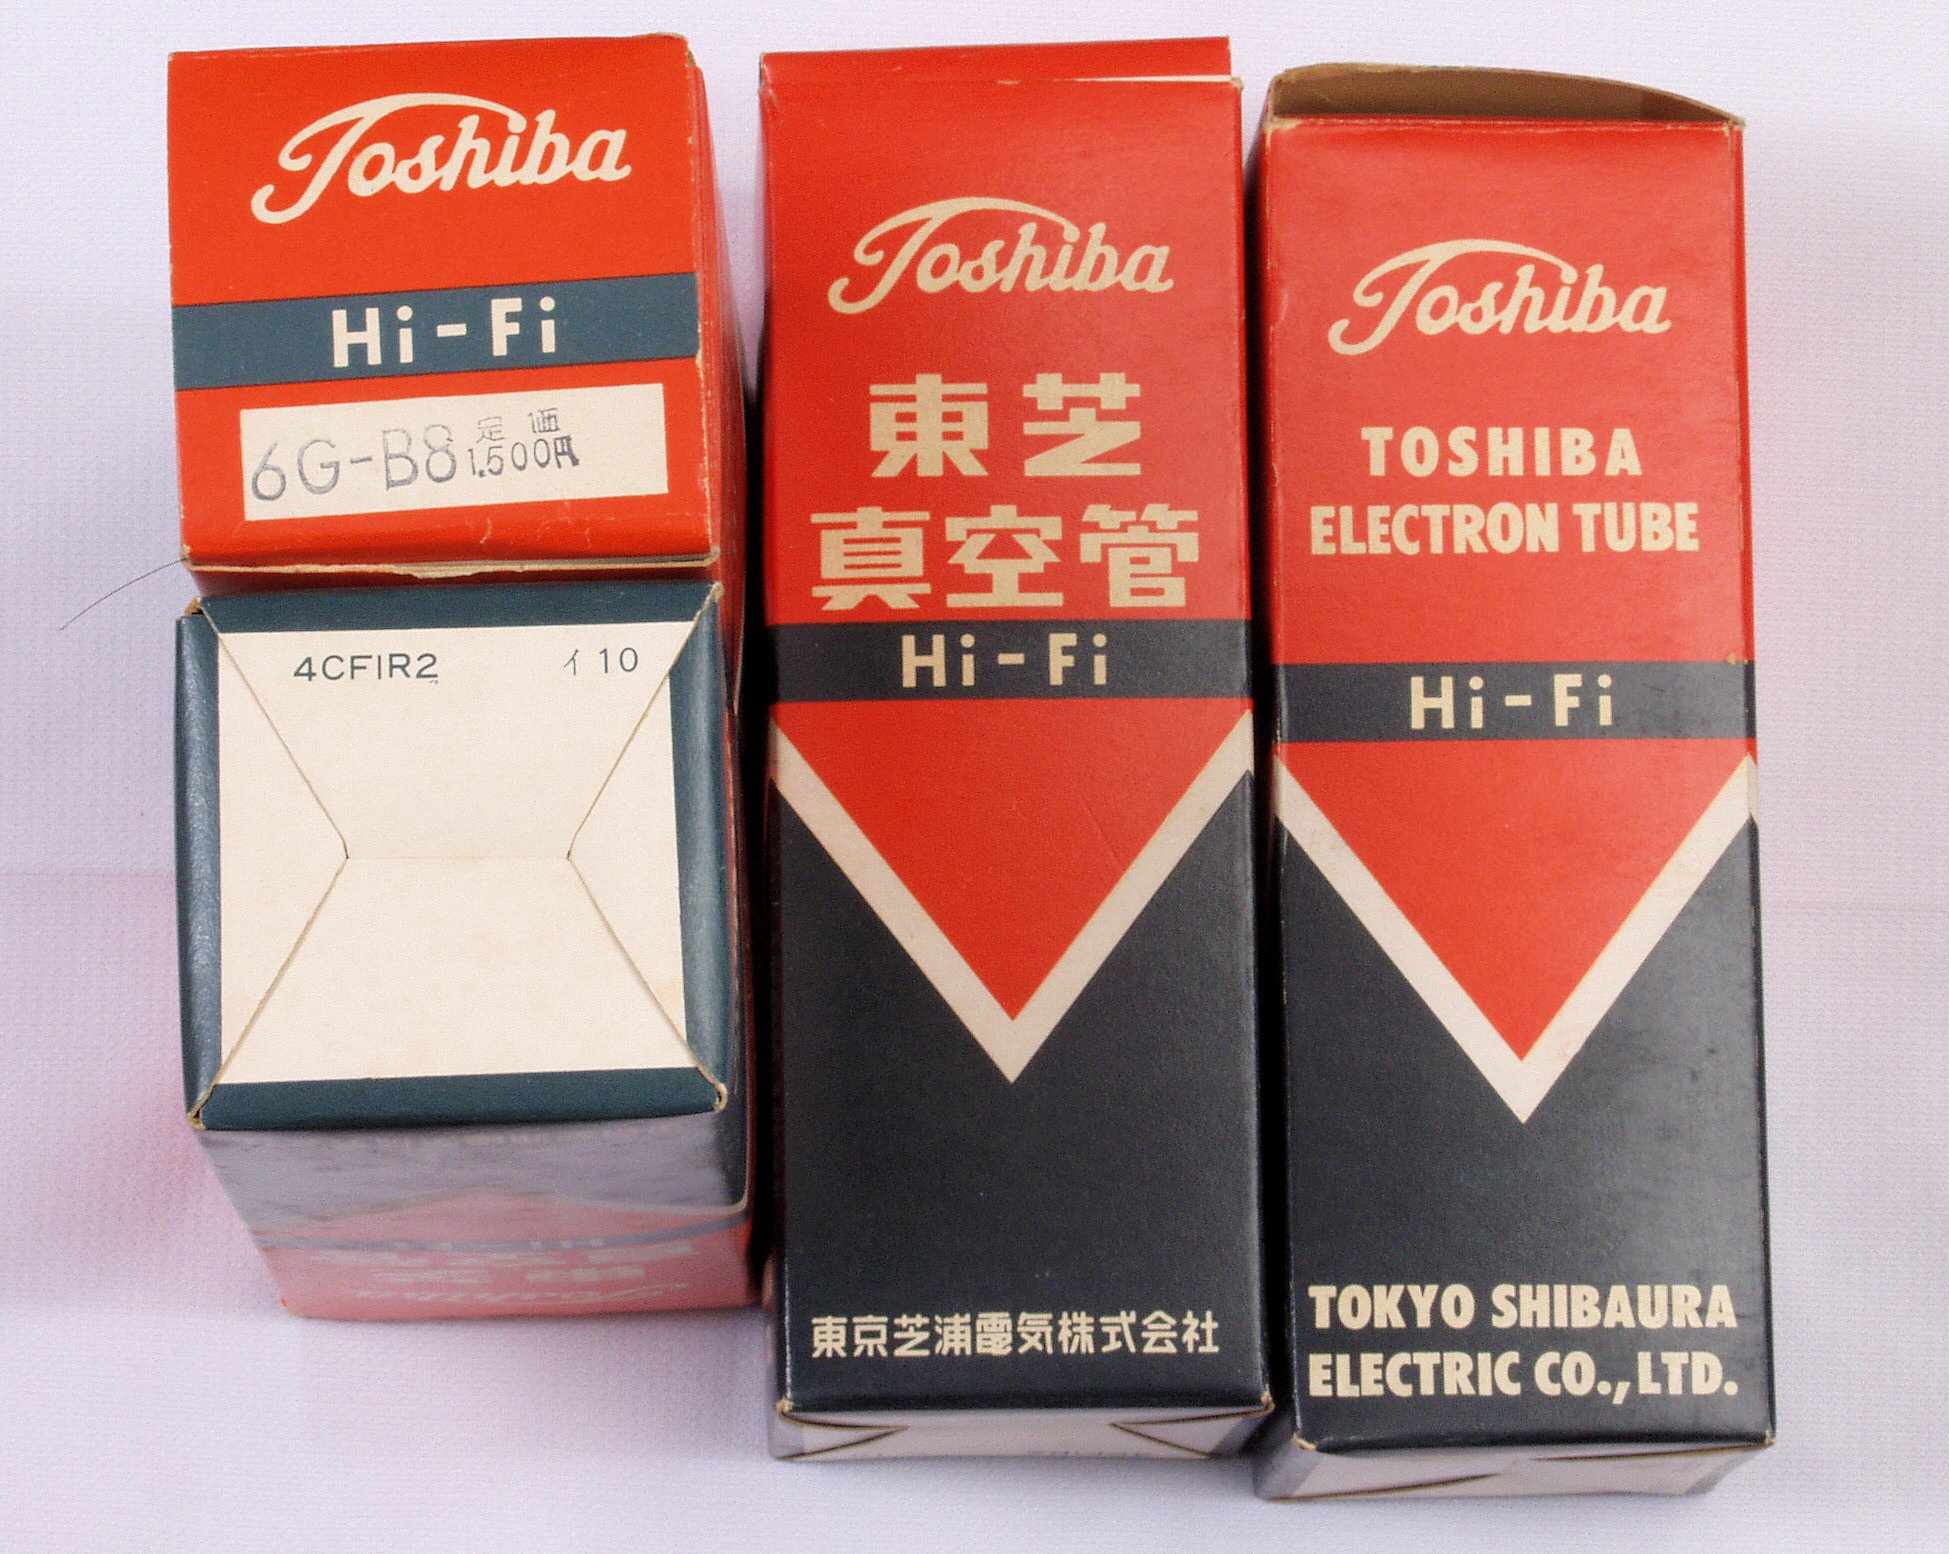 Toshiba
Hi-Fi
6G-B8 定価 1.500円
4CF1R2 イ10
Toshiba
東芝
真空管
Hi-Fi
東京芝浦電気株式会社
Toshiba
TOSHIBA
ELECTRON TUBE
Hi-Fi
TOKYO SHIBAURA
ELECTRIC CO., LTD.